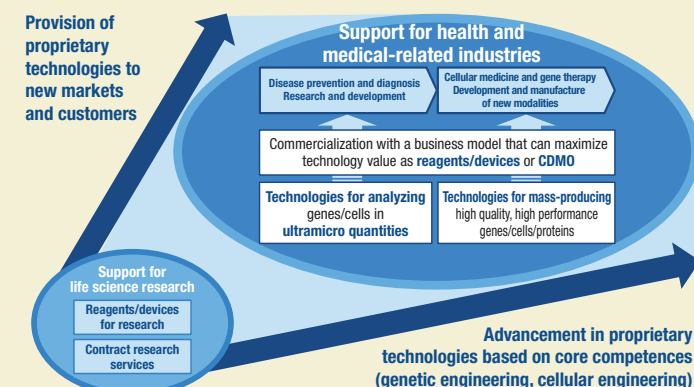 Provision of
proprietary
technologies to
new markets
and customers
Support for health and
medical-related industries
Disease prevention and diagnosis
Research and development
Cellular medicine and gene therapy
Development and manufacture
of new modalities
Commercialization with a business model that can maximize
technology value as reagents/devices or CDMO
Technologies for analyzing
genes/cells in
ultramicro quantities
Technologies for mass-producing
high quality, high performance
genes/cells/proteins
Support for
life science research
Reagents/devices
for research
Contract research
services
Advancement in proprietary
technologies based on core competences
(genetic engineering, cellular engineering)